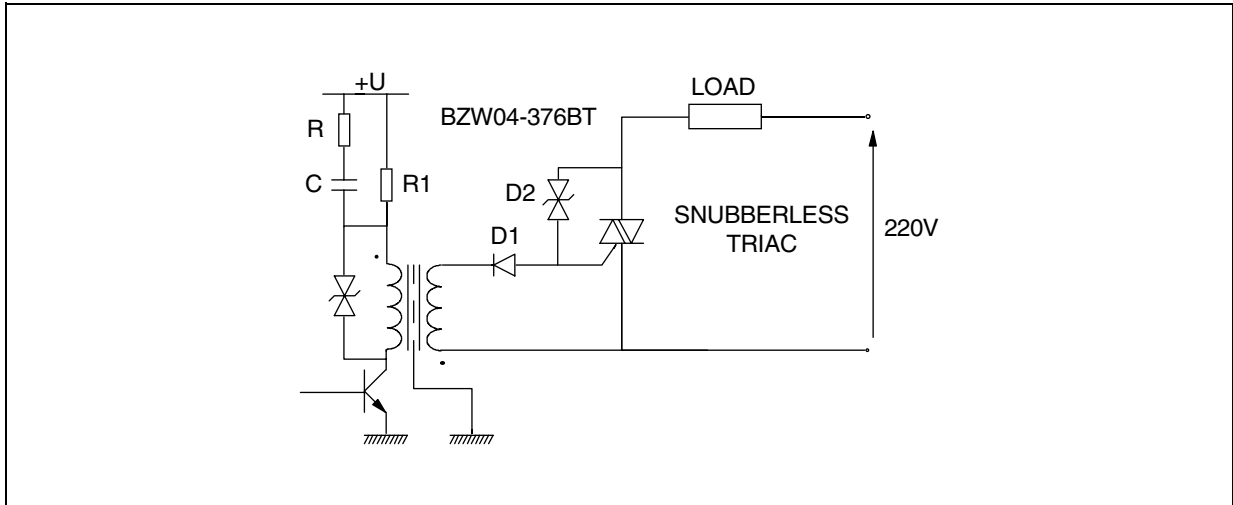 +U
LOAD
BZW04-376BT
R
C
R1
D2
D1
SNUBBERLESS
TRIAC
220V